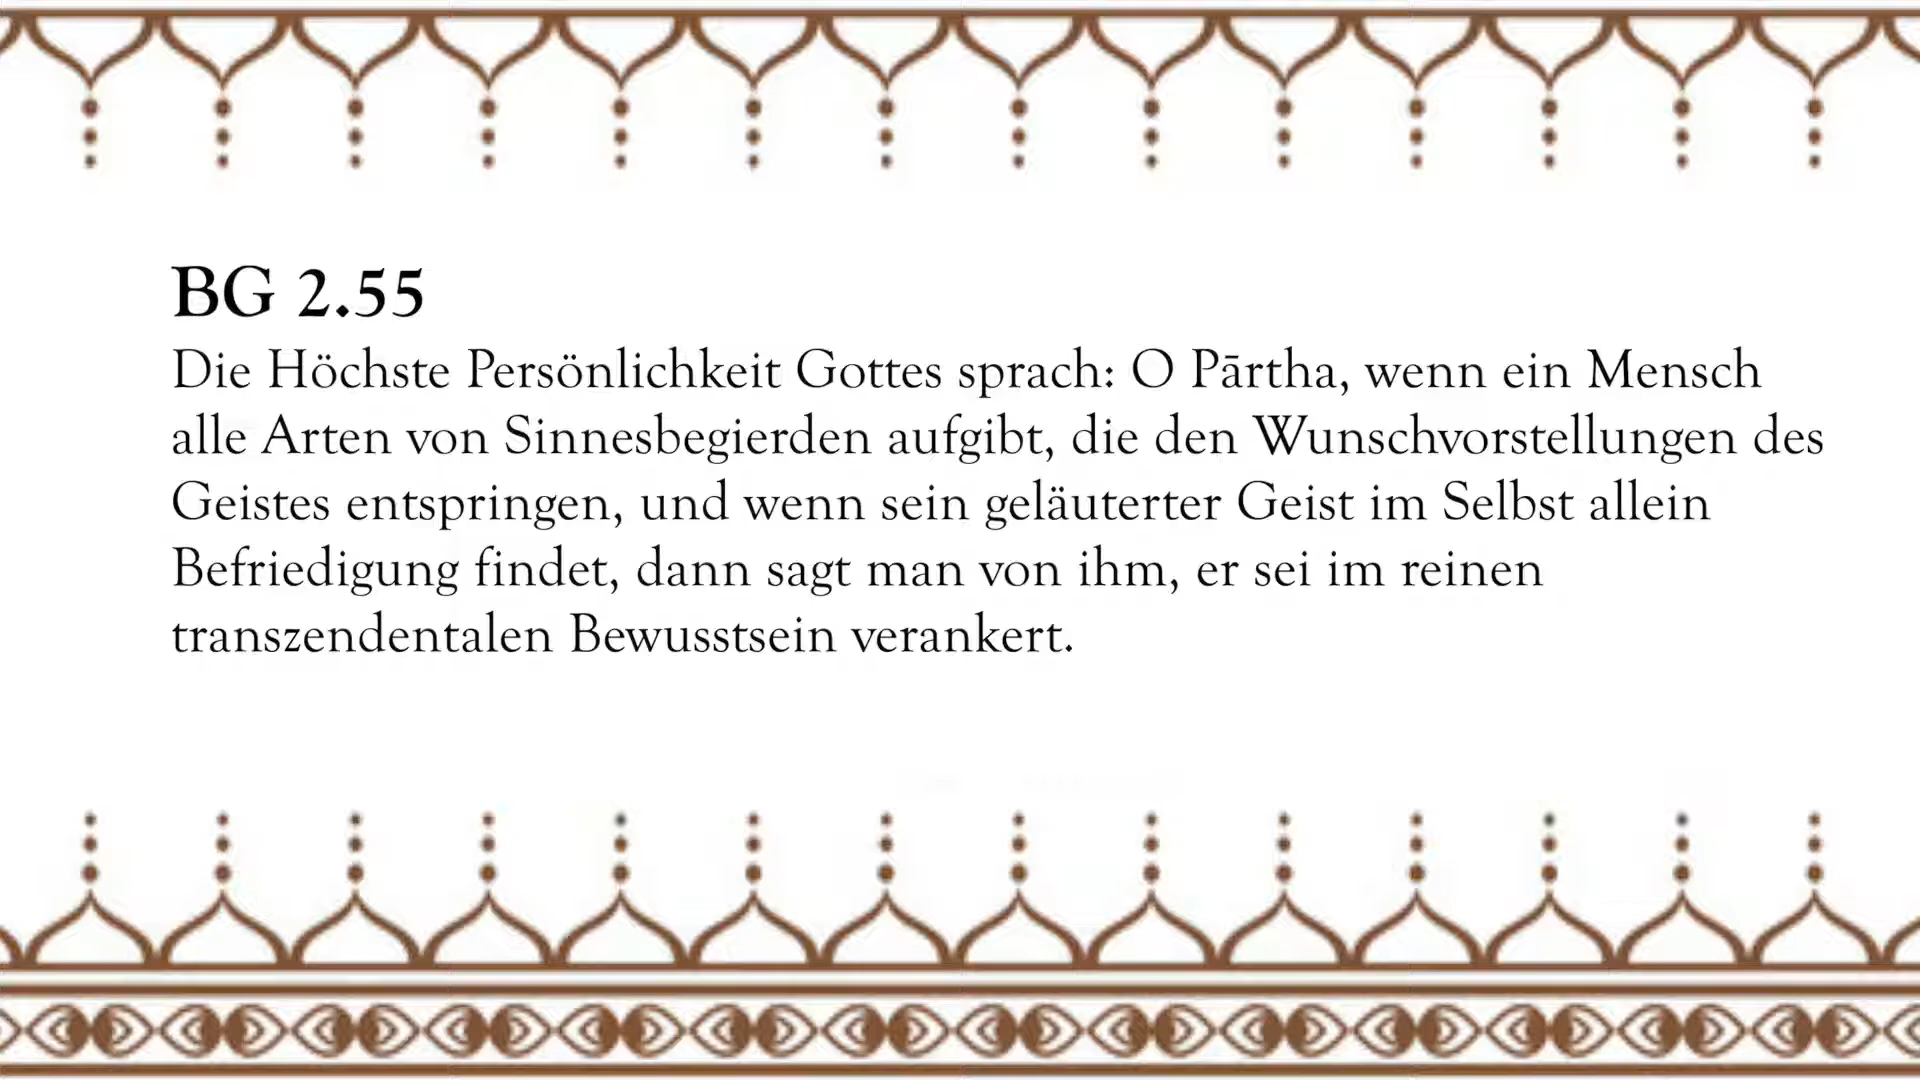 BG 2.55
Die Höchste Persönlichkeit Gottes sprach: O Pārtha, wenn ein Mensch
alle Arten von Sinnesbegierden aufgibt, die den Wunschvorstellungen des
Geistes entspringen, und wenn sein geläuterter Geist im Selbst allein
Befriedigung findet, dann sagt man von ihm, er sei im reinen
transzendentalen Bewusstsein verankert.